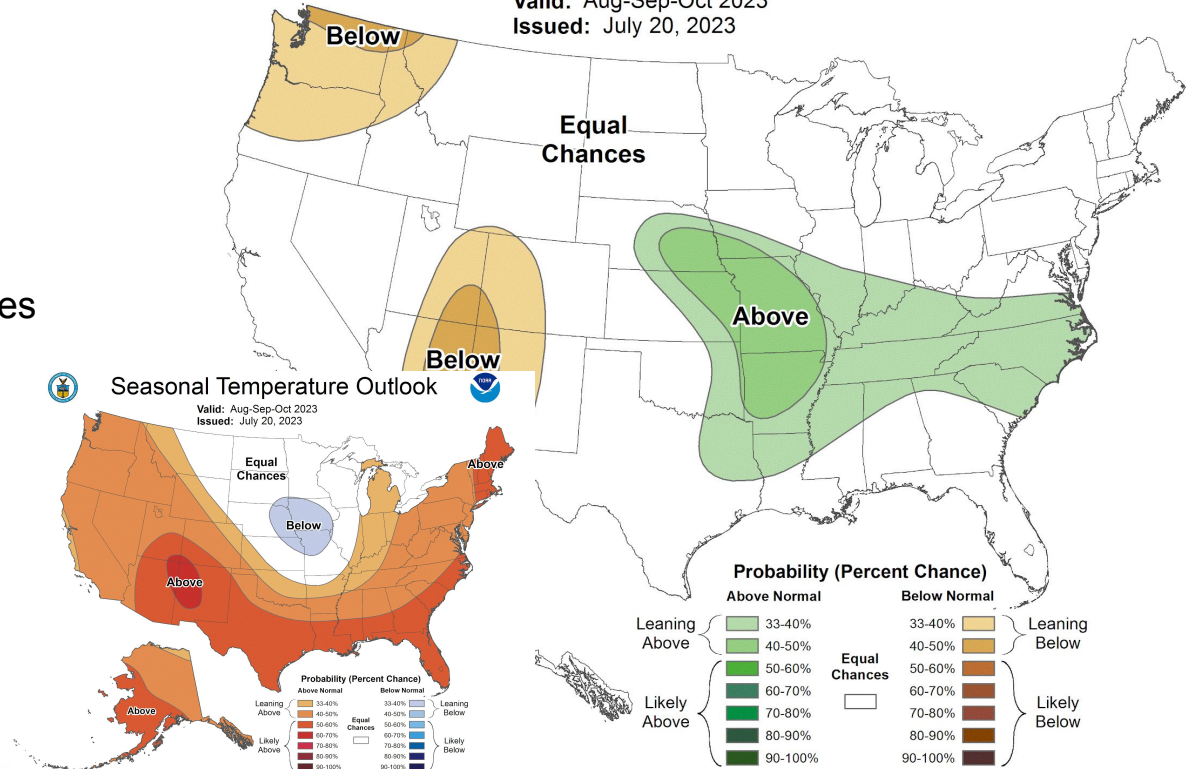 Valid: Aug-Sep-Oct 2023
Issued: July 20, 2023
Below
Equal
Chances
Above
Below
es
Probability (Percent Chance)
Above Normal
Below Normal
Leaning
Above
33-40%
40-50%
Likely
Above
50-60%
60-70%
70-80%
80-90%
90-100%
Equal
Chances
33-40%
40-50%
Leaning
Below
50-60%
60-70%
70-80%
80-90%
90-100%
Likely
Below
Seasonal Temperature Outlook
NOAA
Valid: Aug-Sep-Oct 2023
Issued: July 20, 2023
Equal
Chances
Above
Below
Above
Above
Probability (Percent Chance)
Above Normal
Below Normal
Leaning
Above
33-40%
40-50%
Likely
Above
50-60%
60-70%
70-80%
80-90%
90-100%
Equal
Chances
33-40%
40-50%
Leaning
Below
50-60%
60-70%
70-80%
80-90%
90-100%
Likely
Below